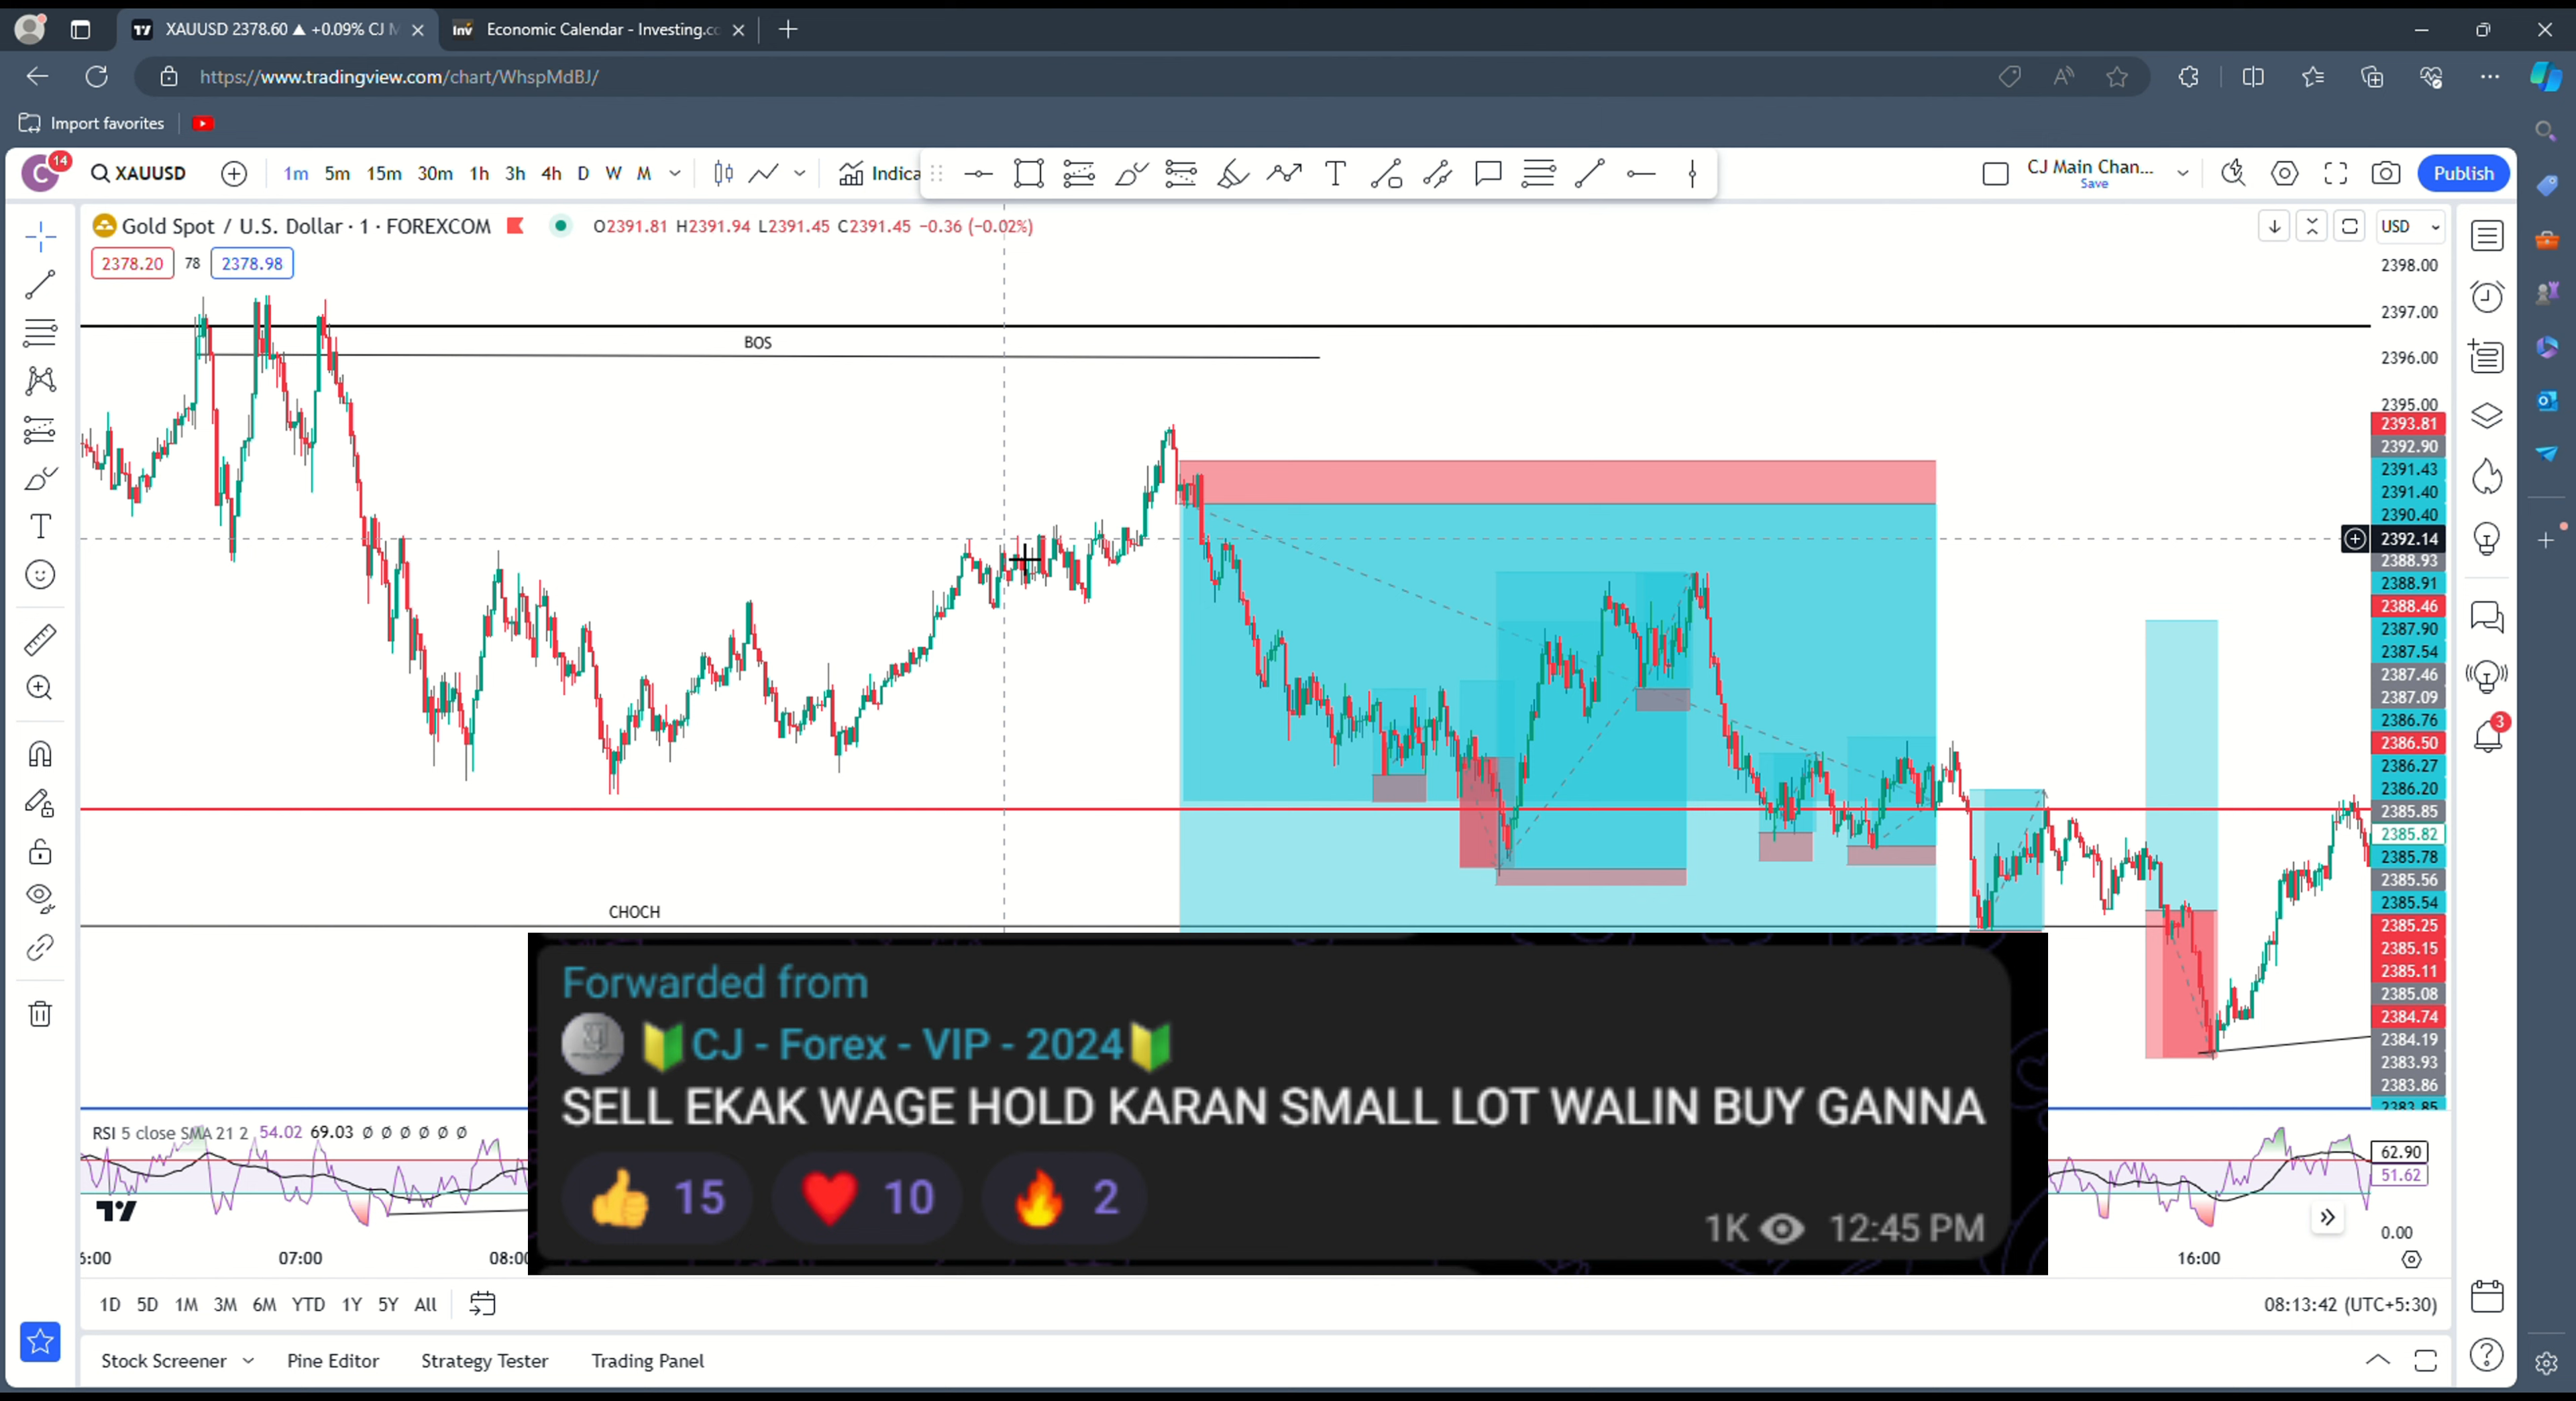 XAUUSD 2378.60 ▲ +0.09% CJ M
Economic Calendar - Investing.co
https://www.tradingview.com/chart/WhspMdBJ/
Import favorites
C 14 XAUUSD 1m 5m 15m 30m 1h 3h 4h D W M Indica CJ Main Chan... Save Publish
Gold Spot / U.S. Dollar · 1 · FOREXCOM O2391.81 H2391.94 L2391.45 C2391.45 −0.36 (−0.02%) USD
2378.20 78 2378.98
2398.00
2397.00
BOS
2396.00
2395.00
2393.81
2392.90
2391.43
2391.40
2390.40
2392.14
2388.93
2388.91
2388.46
2387.90
2387.54
2387.46
2387.09
2386.76
2386.50
3
2386.27
2386.20
2385.85
2385.82
2385.78
2385.56
2385.54
CHOCH
2385.25
2385.15
2385.11
2385.08
2384.74
2384.19
2383.93
2383.86
2383.85
Forwarded from
🔰CJ - Forex - VIP - 2024🔰
SELL EKAK WAGE HOLD KARAN SMALL LOT WALIN BUY GANNA
👍 15 ❤️ 10 🔥 2
1K 12:45 PM
RSI 5 close SMA 21 2 54.02 69.03 Ø Ø Ø Ø Ø Ø
62.90
51.62
0.00
6:00 07:00 08:00 16:00
1D 5D 1M 3M 6M YTD 1Y 5Y All 08:13:42 (UTC+5:30)
Stock Screener Pine Editor Strategy Tester Trading Panel